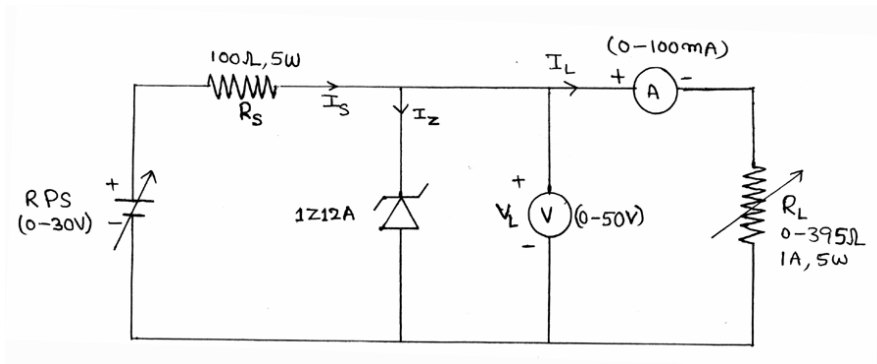 (0-100mA)
100Ω, 5W
I_L
+ A -
R_S
I_S
I_Z
RPS
(0-30V)
+
-
1Z12A
+
V_L V (0-50V)
-
R_L
0-395Ω
1A, 5W